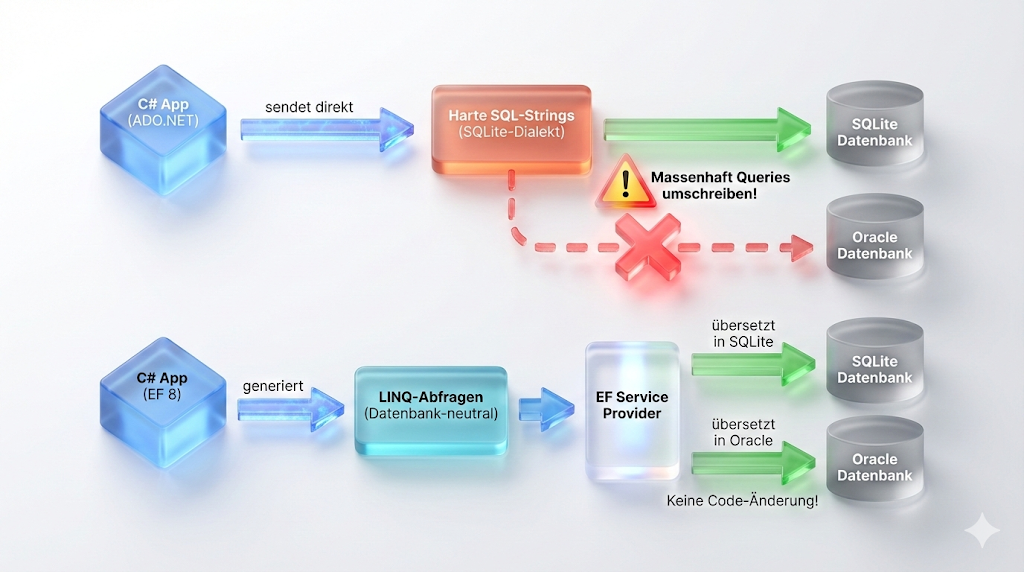 C# App
(ADO.NET)
sendet direkt
Harte SQL-Strings
(SQLite-Dialekt)
SQLite
Datenbank
!
Massenhaft Queries
umschreiben!
Oracle
Datenbank
C# App
(EF 8)
generiert
LINQ-Abfragen
(Datenbank-neutral)
EF Service
Provider
übersetzt
in SQLite
SQLite
Datenbank
übersetzt
in Oracle
Oracle
Datenbank
Keine Code-Änderung!